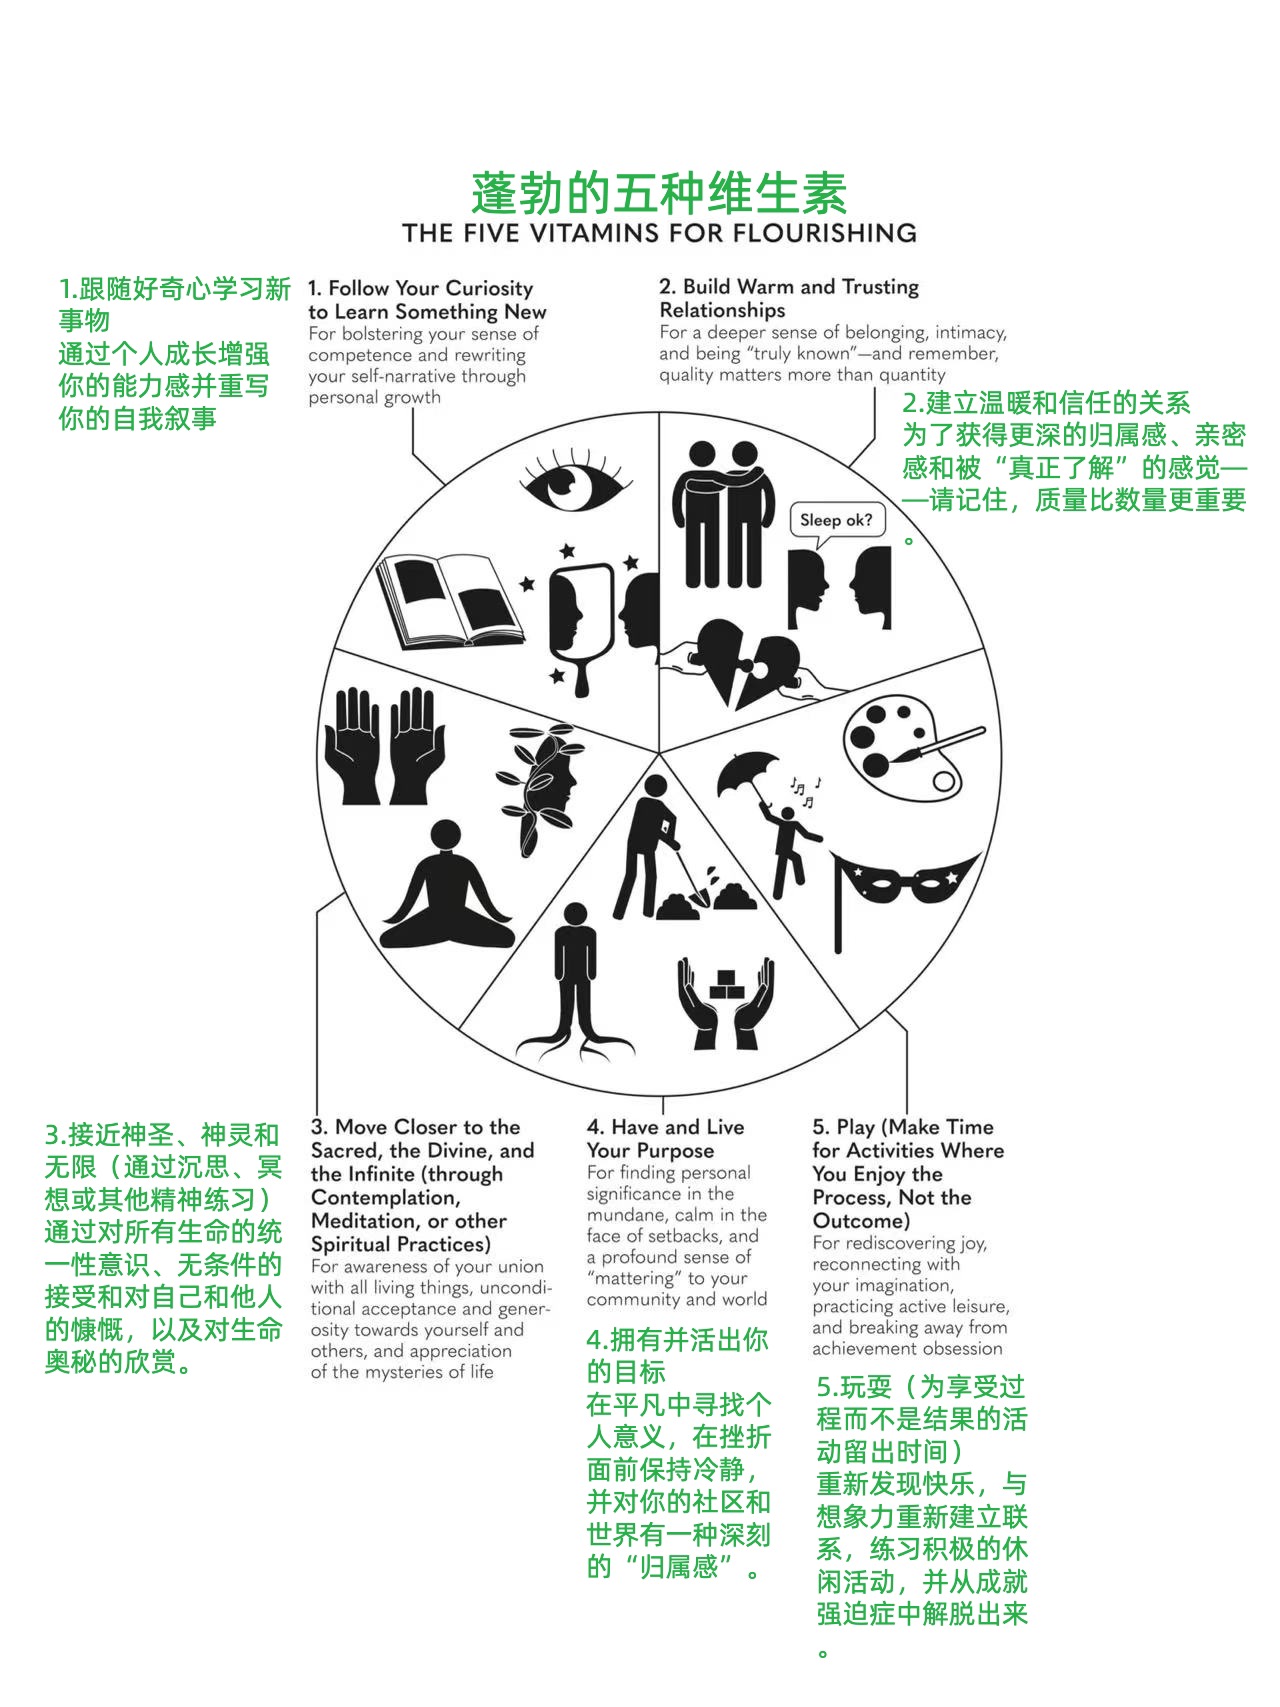 蓬勃的五种维生素
THE FIVE VITAMINS FOR FLOURISHING
1.跟随好奇心学习新
事物
通过个人成长增强
你的能力感并重写
你的自我叙事
1. Follow Your Curiosity
to Learn Something New
For bolstering your sense of
competence and rewriting
your self-narrative through
personal growth
2. Build Warm and Trusting
Relationships
For a deeper sense of belonging, intimacy,
and being “truly known”—and remember,
quality matters more than quantity
2.建立温暖和信任的关系
为了获得更深的归属感、亲密
感和被“真正了解”的感觉—
—请记住，质量比数量更重要
。
Sleep ok?
3.接近神圣、神灵和
无限（通过沉思、冥
想或其他精神练习）
通过对所有生命的统
一性意识、无条件的
接受和对自己和他人
的慷慨，以及对生命
奥秘的欣赏。
3. Move Closer to the
Sacred, the Divine, and
the Infinite (through
Contemplation,
Meditation, or other
Spiritual Practices)
For awareness of your union
with all living things, uncondi-
tional acceptance and gener-
osity towards yourself and
others, and appreciation
of the mysteries of life
4. Have and Live
Your Purpose
For finding personal
significance in the
mundane, calm in the
face of setbacks, and
a profound sense of
“mattering” to your
community and world
4.拥有并活出你
的目标
在平凡中寻找个
人意义，在挫折
面前保持冷静，
并对你的社区和
世界有一种深刻
的“归属感”。
5. Play (Make Time
for Activities Where
You Enjoy the
Process, Not the
Outcome)
For rediscovering joy,
reconnecting with
your imagination,
practicing active leisure,
and breaking away from
achievement obsession
5.玩耍（为享受过
程而不是结果的活
动留出时间）
重新发现快乐，与
想象力重新建立联
系，练习积极的休
闲活动，并从成就
强迫症中解脱出来
。